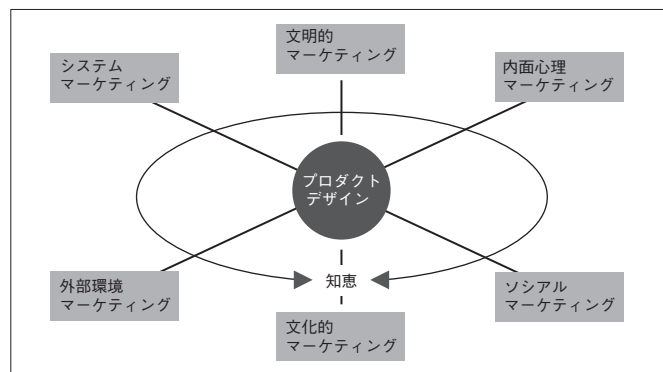 文明的
マーケティング
システム
マーケティング
内面心理
マーケティング
プロダクト
デザイン
外部環境
マーケティング
知恵
ソシアル
マーケティング
文化的
マーケティング